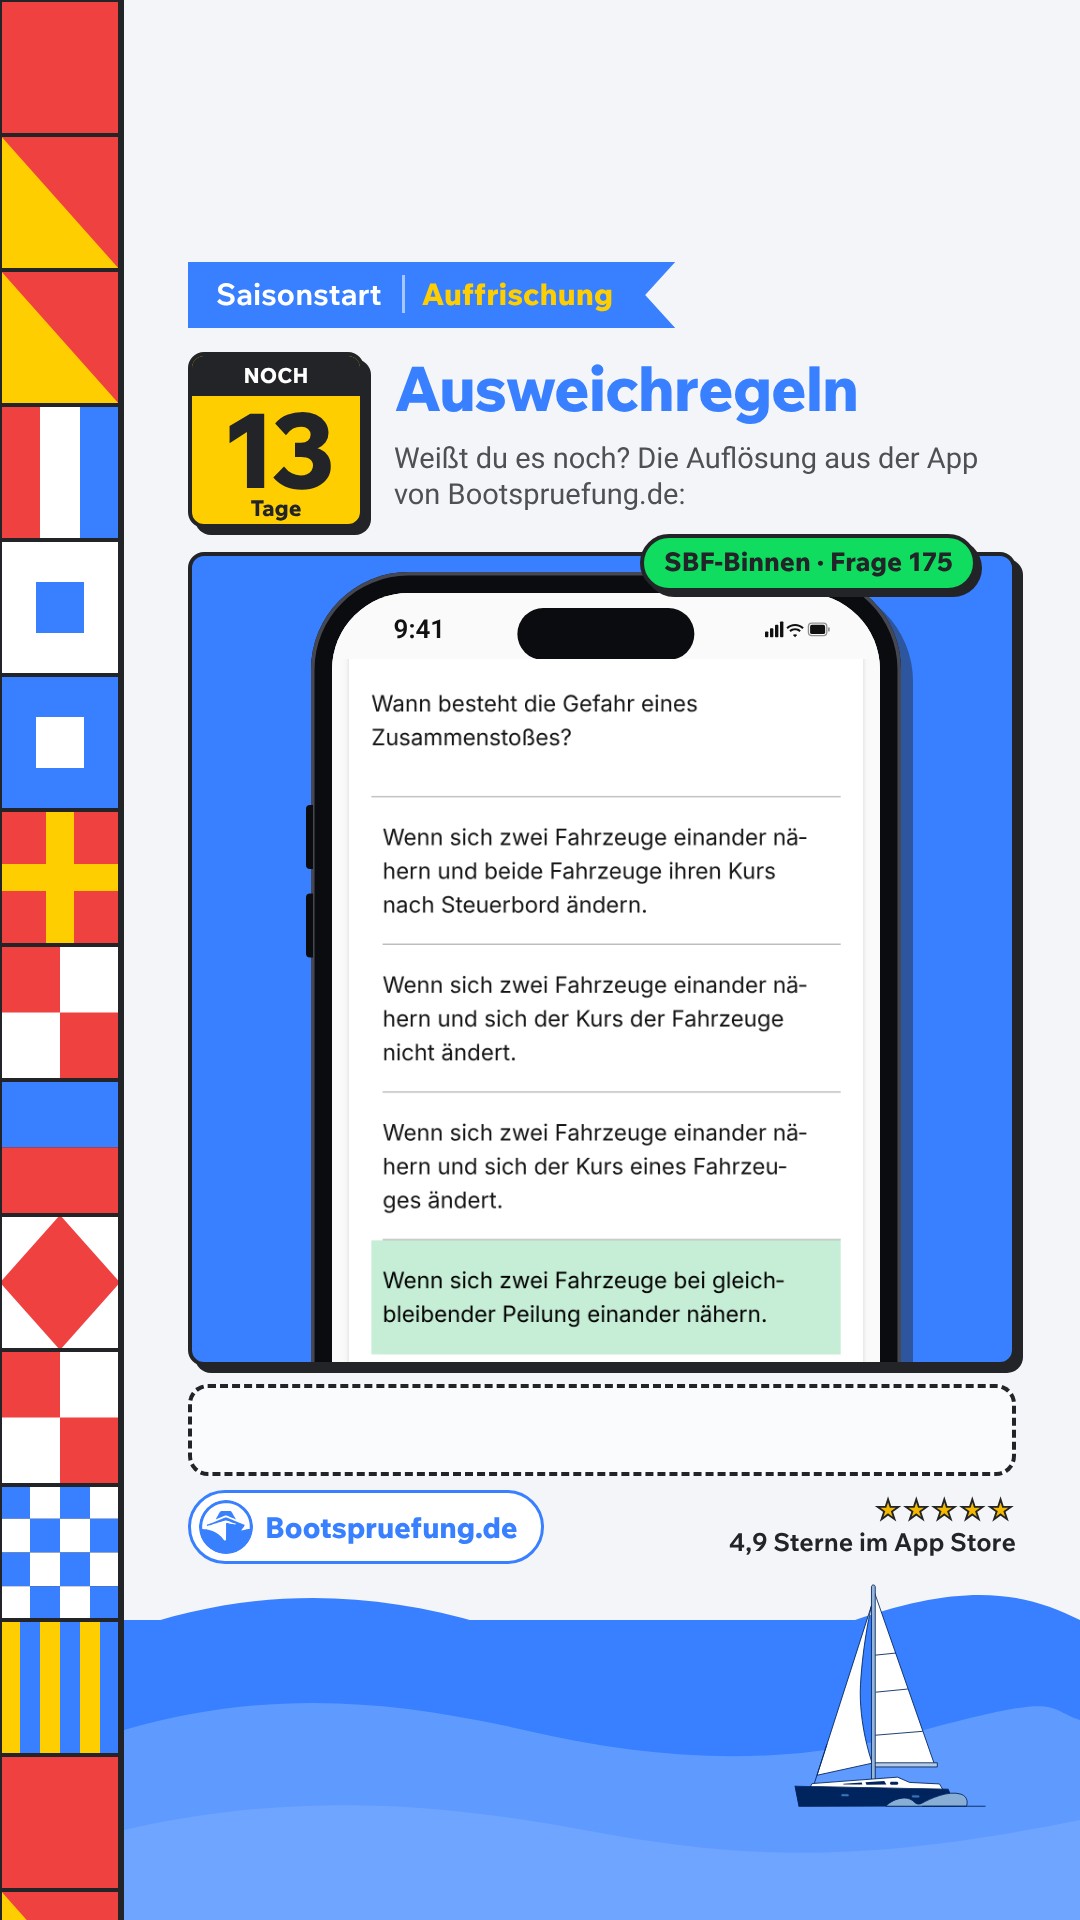 Saisonstart | Auffrischung
NOCH
13
Tage
Ausweichregeln
Weißt du es noch? Die Auflösung aus der App
von Bootspruefung.de:
SBF-Binnen · Frage 175
9:41
Wann besteht die Gefahr eines
Zusammenstoßes?
Wenn sich zwei Fahrzeuge einander nä-
hern und beide Fahrzeuge ihren Kurs
nach Steuerbord ändern.
Wenn sich zwei Fahrzeuge einander nä-
hern und sich der Kurs der Fahrzeuge
nicht ändert.
Wenn sich zwei Fahrzeuge einander nä-
hern und sich der Kurs eines Fahrzeu-
ges ändert.
Wenn sich zwei Fahrzeuge bei gleich-
bleibender Peilung einander nähern.
Bootspruefung.de
★★★★★
4,9 Sterne im App Store